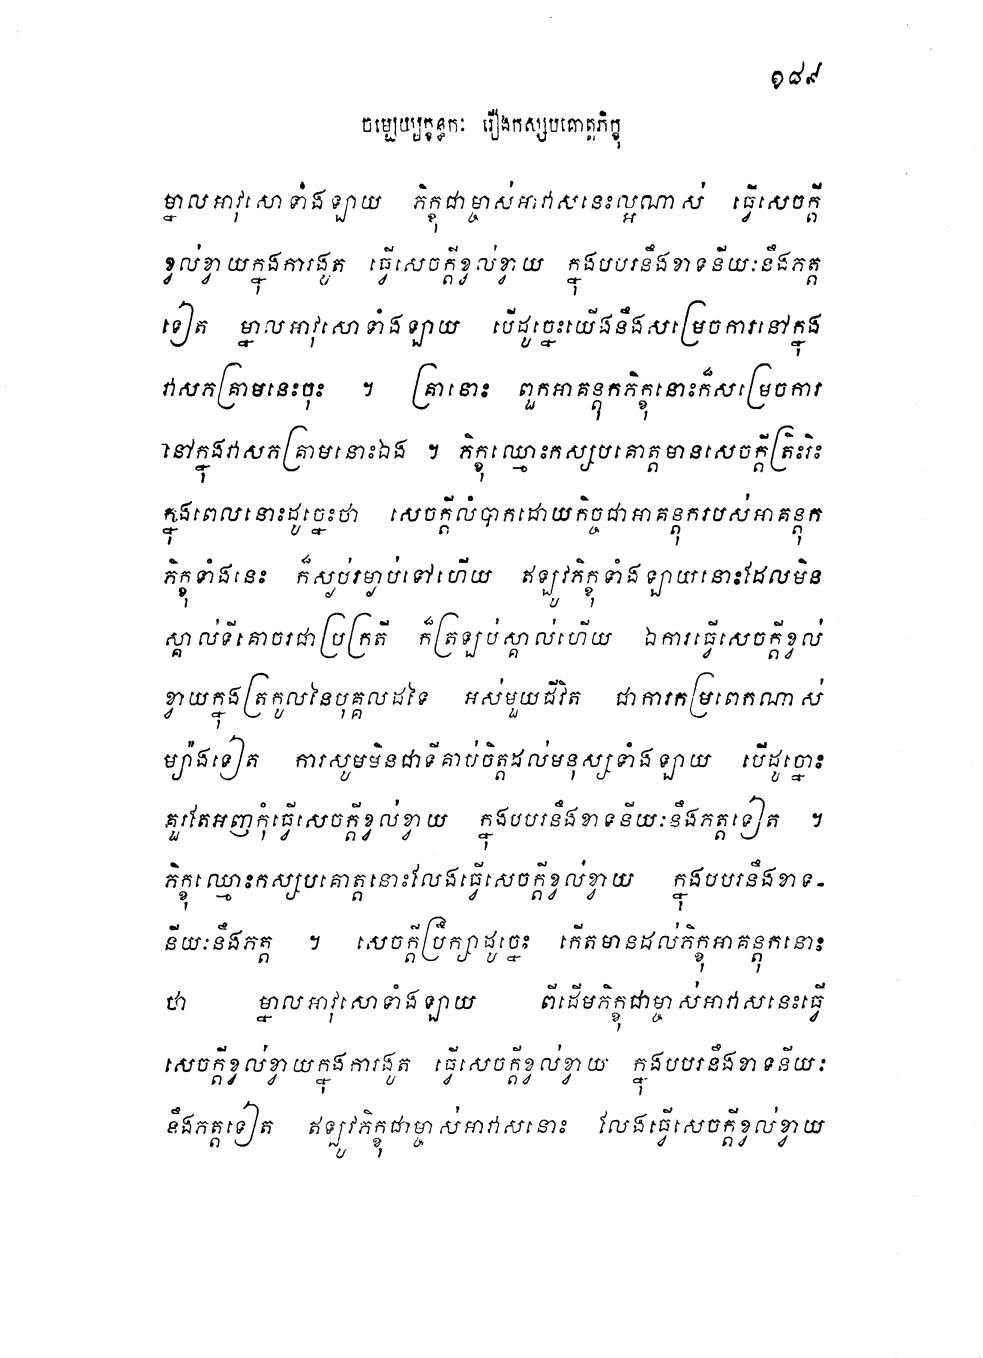 ១៨៩
ចម្បេយ្យក្ខន្ធកៈ រឿងកស្សបគោត្តភិក្ខុ
ម្នាលអាវុសោទាំងឡាយ ភិក្ខុជាម្ចាស់អាវាសនេះល្អណាស់ ធ្វើសេចក្តី
ខ្វល់ខ្វាយក្នុងការងូត ធ្វើសេចក្តីខ្វល់ខ្វាយ ក្នុងបបរនឹងខាទនីយៈនឹងភត្ត
ទៀត ម្នាលអាវុសោទាំងឡាយ បើដូច្នេះយើងនឹងសម្រេចការនៅក្នុង
វាសភគ្រាមនេះចុះ ។ គ្រានោះ ពួកអាគន្តុកភិក្ខុនោះក៏សម្រេចការ
នៅក្នុងវាសភគ្រាមនោះឯង ។ ភិក្ខុឈ្មោះកស្សបគោត្តមានសេចក្តីត្រិះរិះ
ក្នុងពេលនោះដូច្នេះថា សេចក្តីលំបាកដោយកិច្ចជាអាគន្តុករបស់អាគន្តុក
ភិក្ខុទាំងនេះ ក៏ស្ងប់រម្ងាប់ទៅហើយ ឥឡូវភិក្ខុទាំងឡាយនោះដែលមិន
ស្គាល់ទីគោចរជាប្រក្រតី ក៏ត្រឡប់ស្គាល់ហើយ ឯការធ្វើសេចក្តីខ្វល់
ខ្វាយក្នុងត្រកូលនៃបុគ្គលដទៃ អស់មួយជីវិត ជាការកម្រពេកណាស់
ម្យ៉ាងទៀត ការសូមមិនជាទីគាប់ចិត្តដល់មនុស្សទាំងឡាយ បើដូច្នោះ
គួរតែអញកុំធ្វើសេចក្តីខ្វល់ខ្វាយ ក្នុងបបរនឹងខាទនីយៈនឹងភត្តទៀត ។
ភិក្ខុឈ្មោះកស្សបគោត្តនោះលែងធ្វើសេចក្តីខ្វល់ខ្វាយ ក្នុងបបរនឹងខាទ-
នីយៈនឹងភត្ត ។ សេចក្តីប្រឹក្សាដូច្នេះ កើតមានដល់ភិក្ខុអាគន្តុកនោះ
ថា ម្នាលអាវុសោទាំងឡាយ ពីដើមភិក្ខុជាម្ចាស់អាវាសនេះធ្វើ
សេចក្តីខ្វល់ខ្វាយក្នុងការងូត ធ្វើសេចក្តីខ្វល់ខ្វាយ ក្នុងបបរនឹងខាទនីយៈ
នឹងភត្តទៀត ឥឡូវភិក្ខុជាម្ចាស់អាវាសនោះ លែងធ្វើសេចក្តីខ្វល់ខ្វាយ